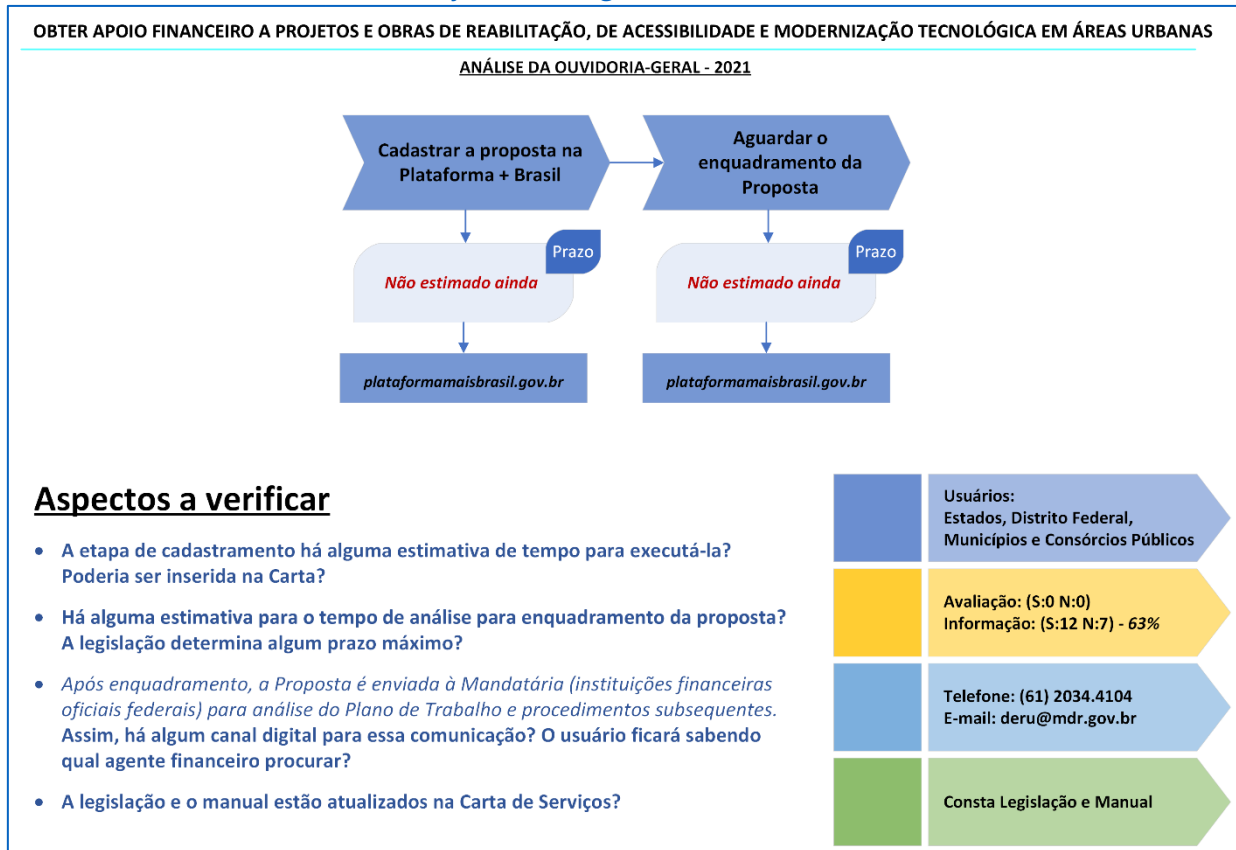 OBTER APOIO FINANCEIRO A PROJETOS E OBRAS DE REABILITAÇÃO, DE ACESSIBILIDADE E MODERNIZAÇÃO TECNOLÓGICA EM ÁREAS URBANAS
ANÁLISE DA OUVIDORIA-GERAL - 2021
Cadastrar a proposta na
Plataforma + Brasil
Aguardar o
enquadramento da
Proposta
Prazo
Não estimado ainda
Prazo
Não estimado ainda
plataformamaisbrasil.gov.br
plataformamaisbrasil.gov.br
Aspectos a verificar
• A etapa de cadastramento há alguma estimativa de tempo para executá-la?
Poderia ser inserida na Carta?
• Há alguma estimativa para o tempo de análise para enquadramento da proposta?
A legislação determina algum prazo máximo?
• Após enquadramento, a Proposta é enviada à Mandatária (instituições financeiras
oficiais federais) para análise do Plano de Trabalho e procedimentos subsequentes.
Assim, há algum canal digital para essa comunicação? O usuário ficará sabendo
qual agente financeiro procurar?
• A legislação e o manual estão atualizados na Carta de Serviços?
Usuários:
Estados, Distrito Federal,
Municípios e Consórcios Públicos
Avaliação: (S:0 N:0)
Informação: (S:12 N:7) - 63%
Telefone: (61) 2034.4104
E-mail: deru@mdr.gov.br
Consta Legislação e Manual